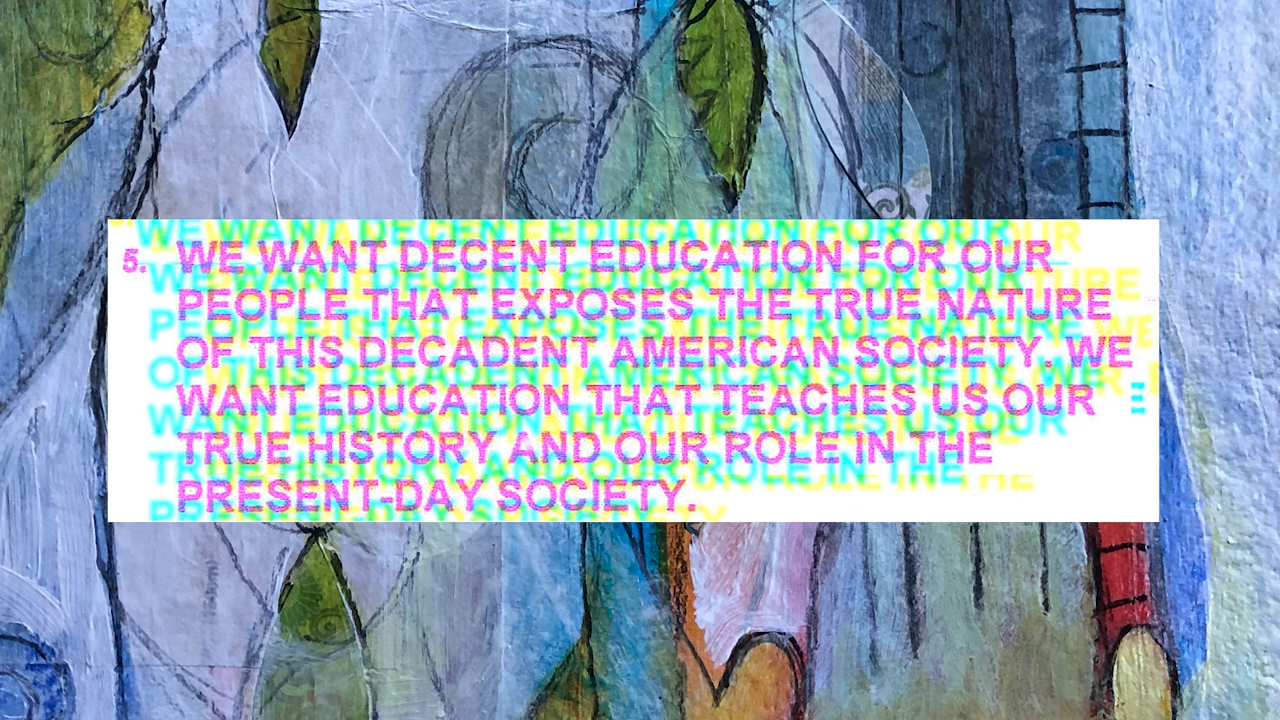 5. WE WANT DECENT EDUCATION FOR OUR
PEOPLE THAT EXPOSES THE TRUE NATURE
OF THIS DECADENT AMERICAN SOCIETY. WE
WANT EDUCATION THAT TEACHES US OUR
TRUE HISTORY AND OUR ROLE IN THE
PRESENT-DAY SOCIETY.